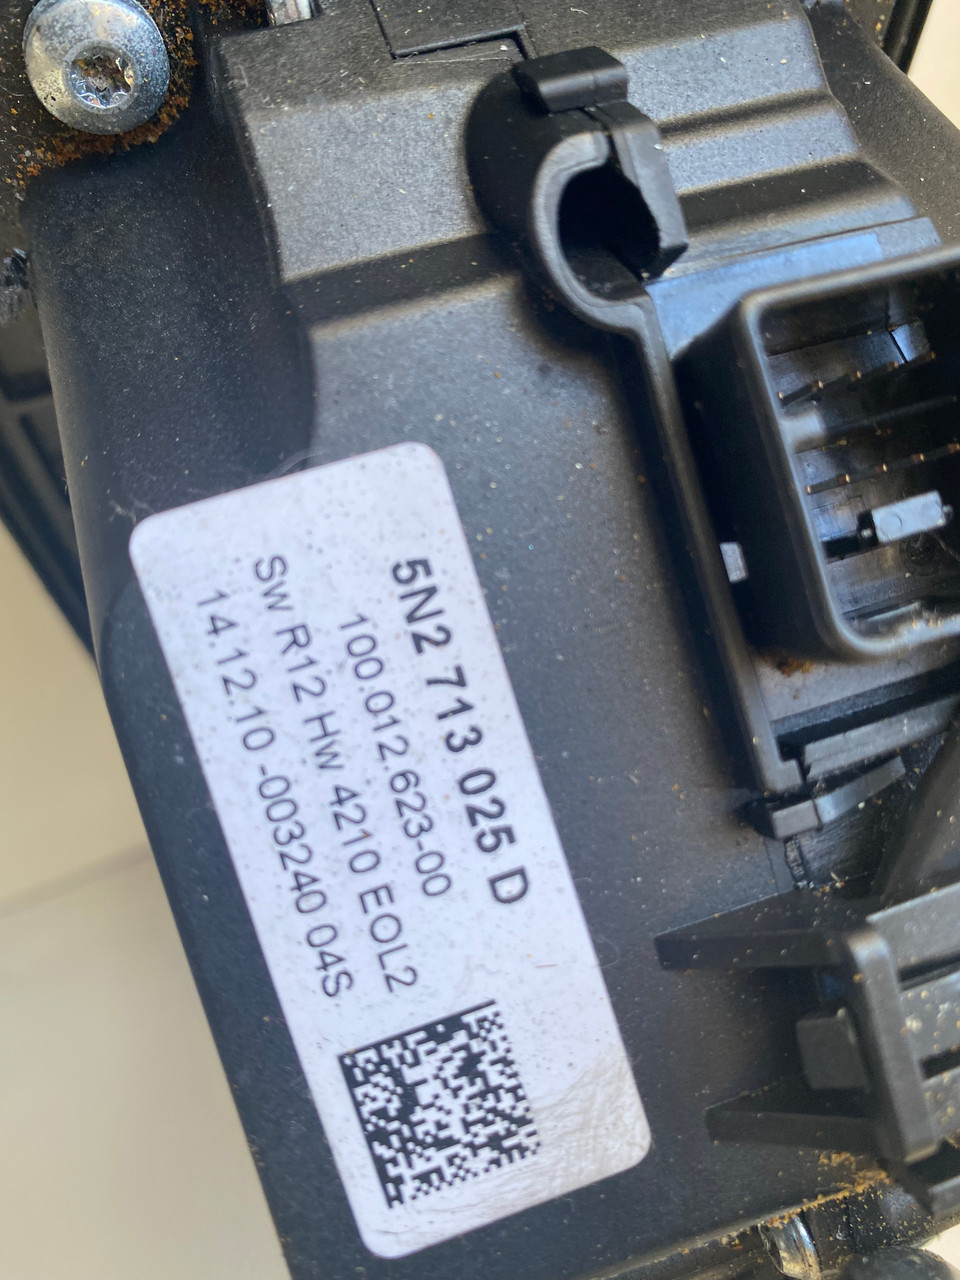 5N2 713 025 D
100.012.623-00
SW R12 HW 4210 EOL2
14.12.10 -003240 04S